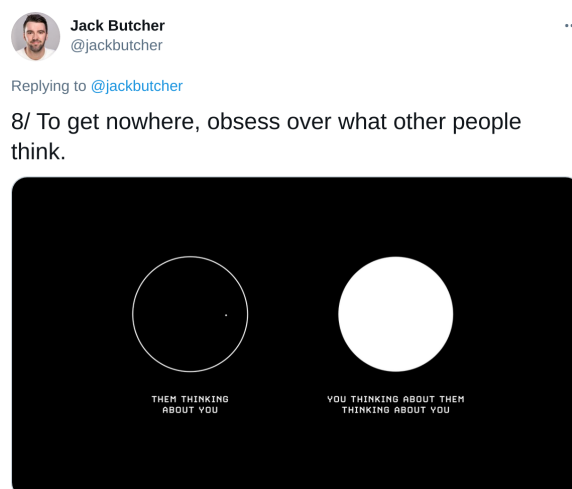 Jack Butcher
@jackbutcher
Replying to @jackbutcher
8/ To get nowhere, obsess over what other people
think.
THEM THINKING
ABOUT YOU
YOU THINKING ABOUT THEM
THINKING ABOUT YOU